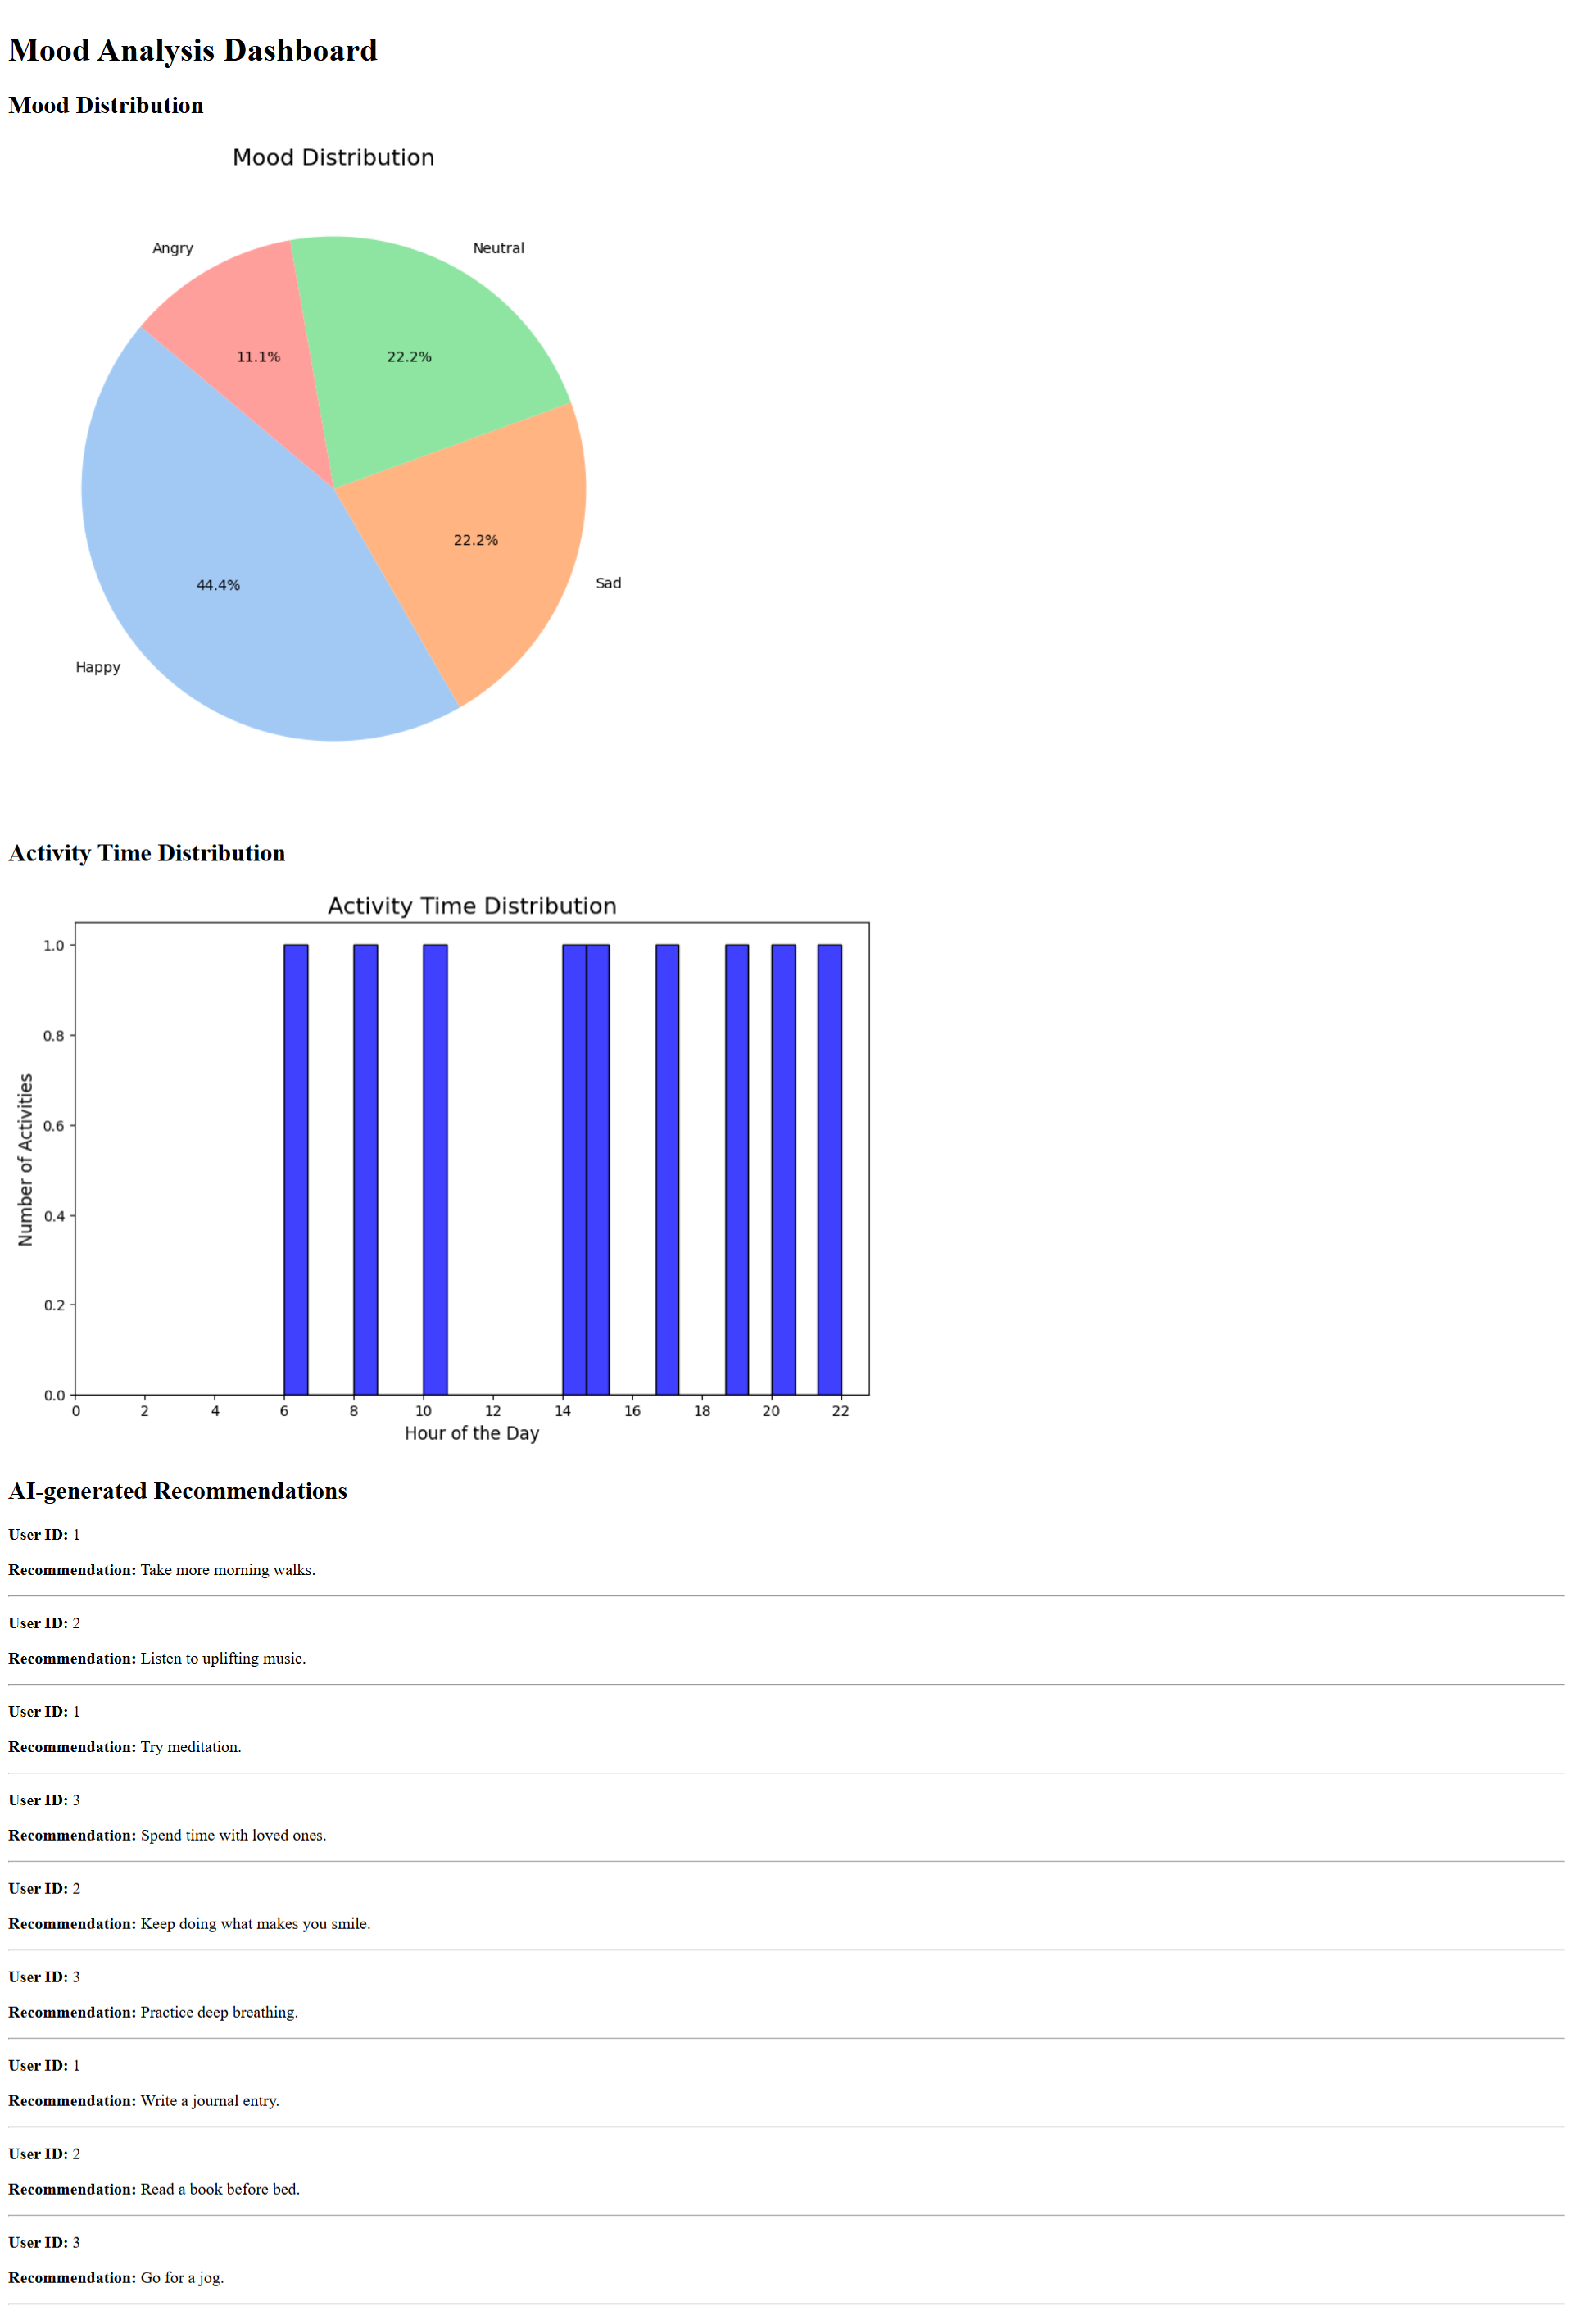 Mood Analysis Dashboard
Mood Distribution
Mood Distribution
Angry
Neutral
11.1%
22.2%
22.2%
Sad
44.4%
Happy
Activity Time Distribution
Activity Time Distribution
1.0
0.8
0.6
0.4
0.2
0.0
Number of Activities
0 2 4 6 8 10 12 14 16 18 20 22
Hour of the Day
AI-generated Recommendations
User ID: 1
Recommendation: Take more morning walks.
User ID: 2
Recommendation: Listen to uplifting music.
User ID: 1
Recommendation: Try meditation.
User ID: 3
Recommendation: Spend time with loved ones.
User ID: 2
Recommendation: Keep doing what makes you smile.
User ID: 3
Recommendation: Practice deep breathing.
User ID: 1
Recommendation: Write a journal entry.
User ID: 2
Recommendation: Read a book before bed.
User ID: 3
Recommendation: Go for a jog.